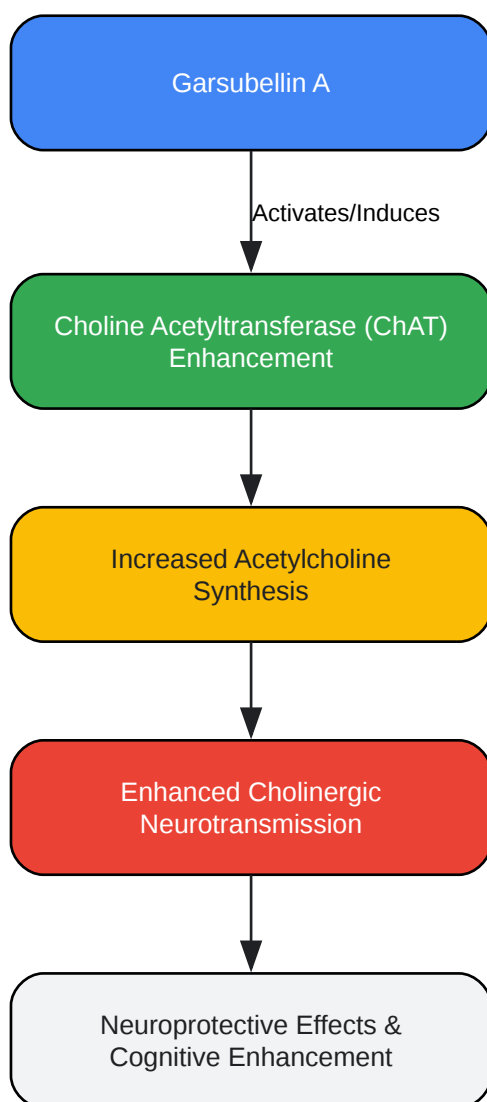 Garsubellin A
Activates/Induces
Choline Acetyltransferase (ChAT)
Enhancement
Increased Acetylcholine
Synthesis
Enhanced Cholinergic
Neurotransmission
Neuroprotective Effects &
Cognitive Enhancement